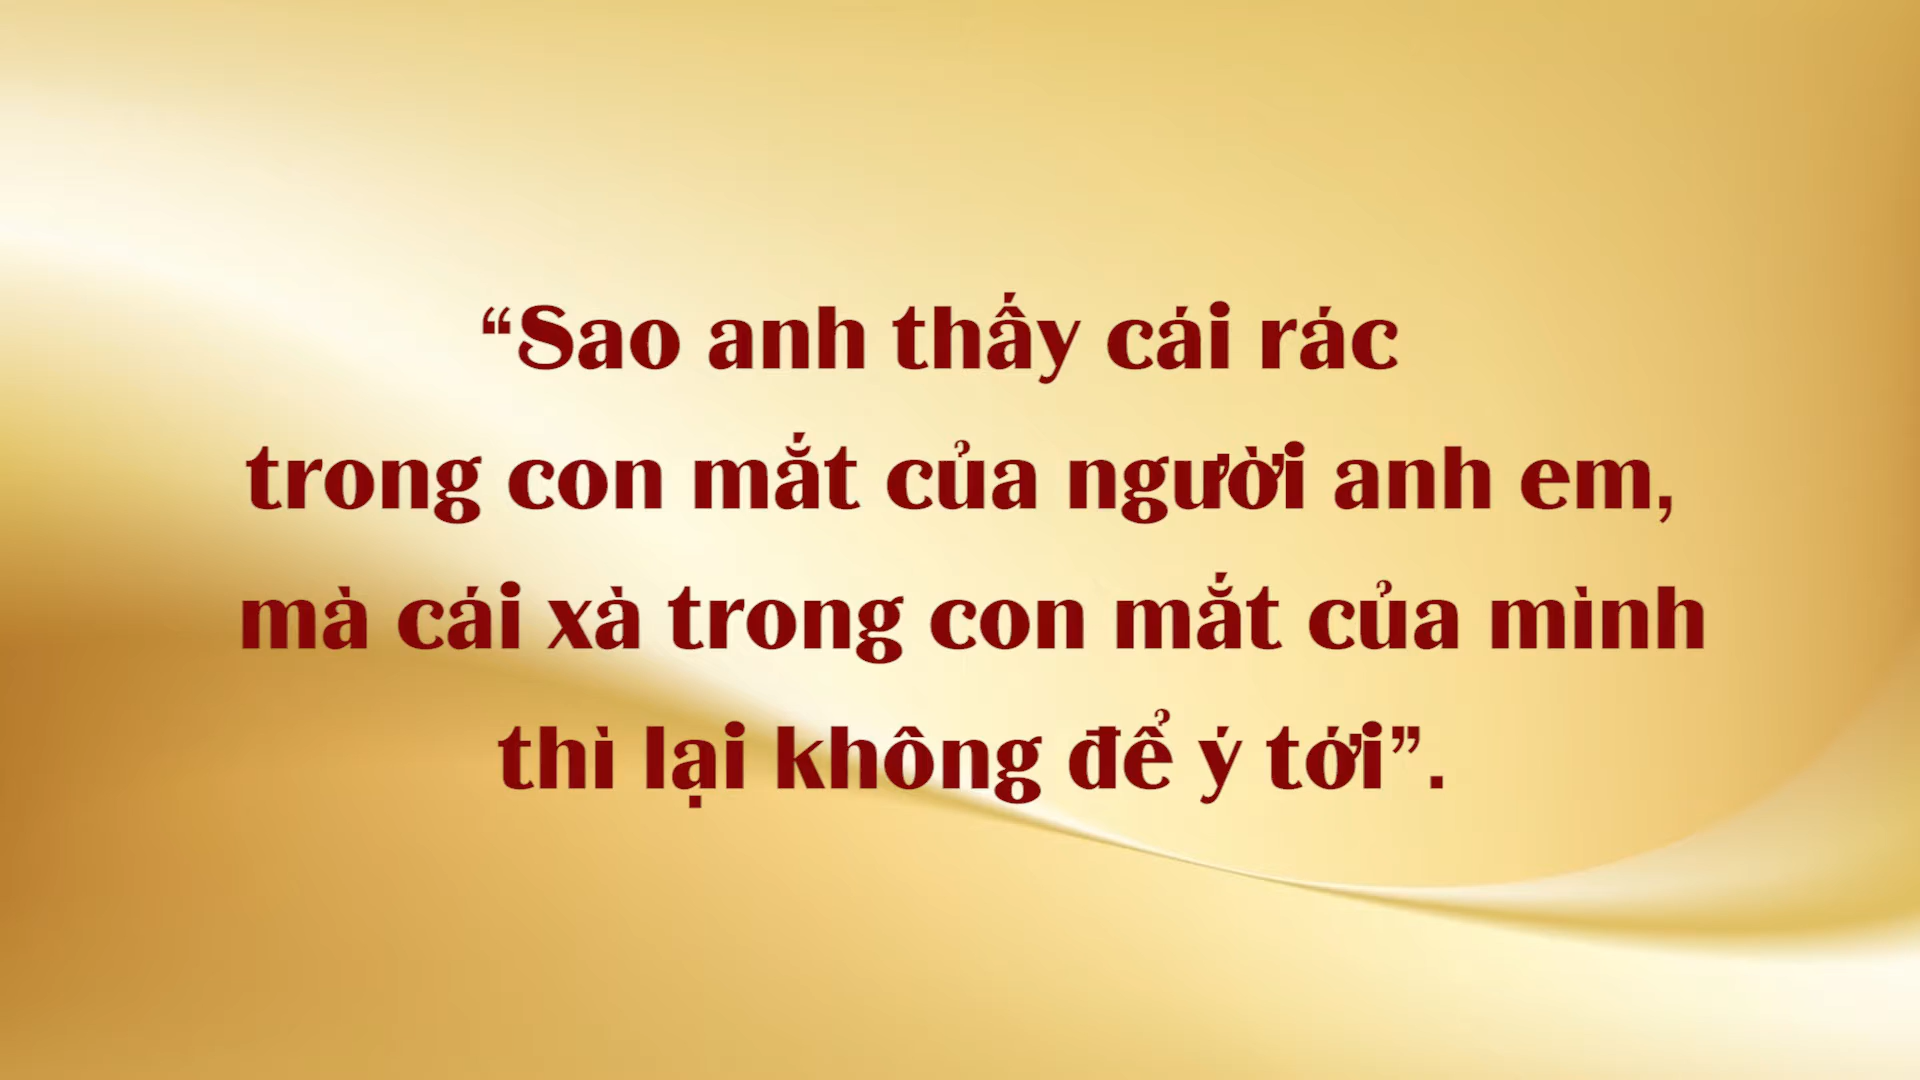 “Sao anh thấy cái rác
trong con mắt của người anh em,
mà cái xà trong con mắt của mình
thì lại không để ý tới”.